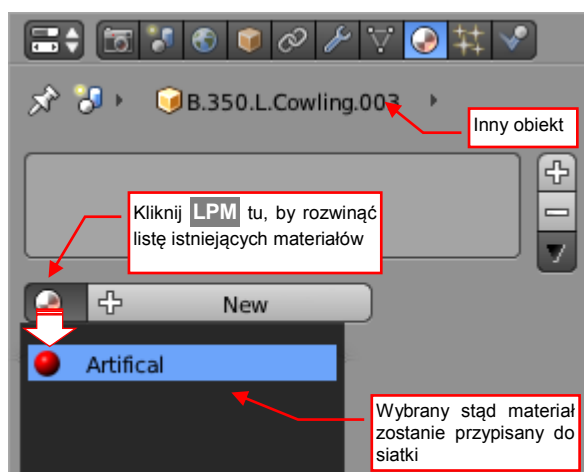 B.350.L.Cowling.003
Inny obiekt
Kliknij LPM tu, by rozwinąć
listę istniejących materiałów
New
Artifical
Wybrany stąd materiał
zostanie przypisany do
siatki